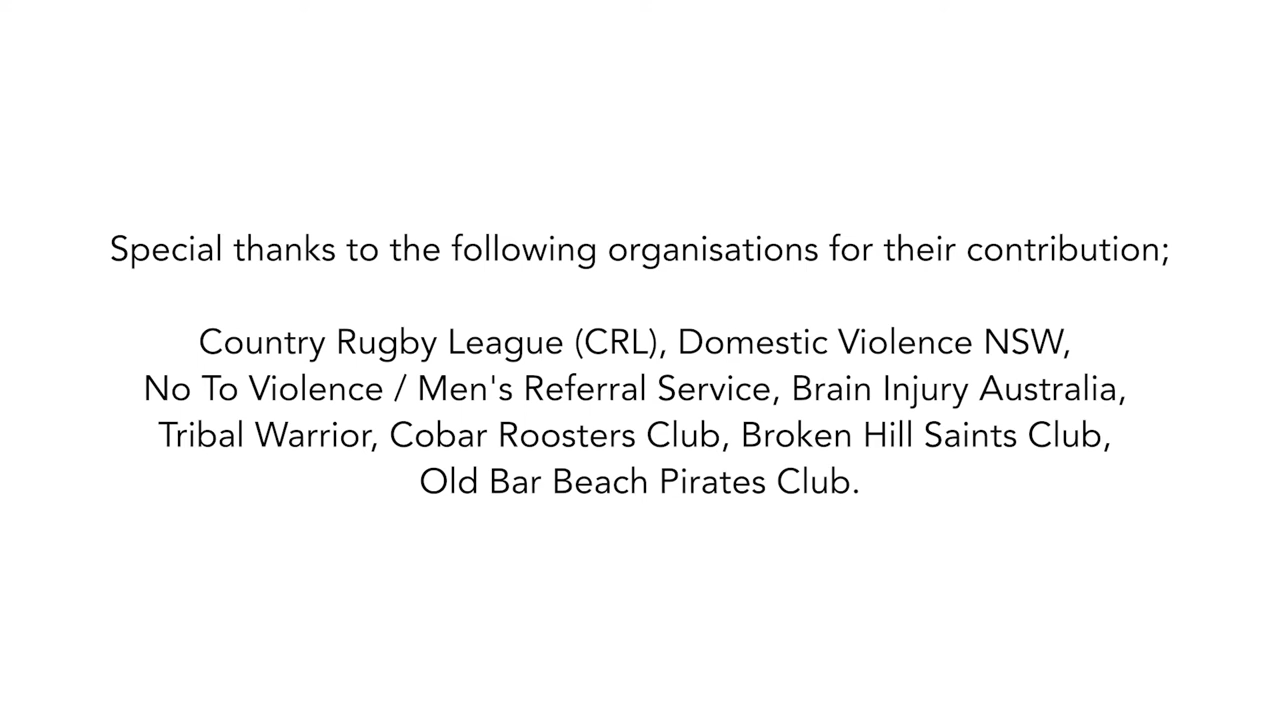 Special thanks to the following organisations for their contribution;
Country Rugby League (CRL), Domestic Violence NSW,
No To Violence / Men's Referral Service, Brain Injury Australia,
Tribal Warrior, Cobar Roosters Club, Broken Hill Saints Club,
Old Bar Beach Pirates Club.